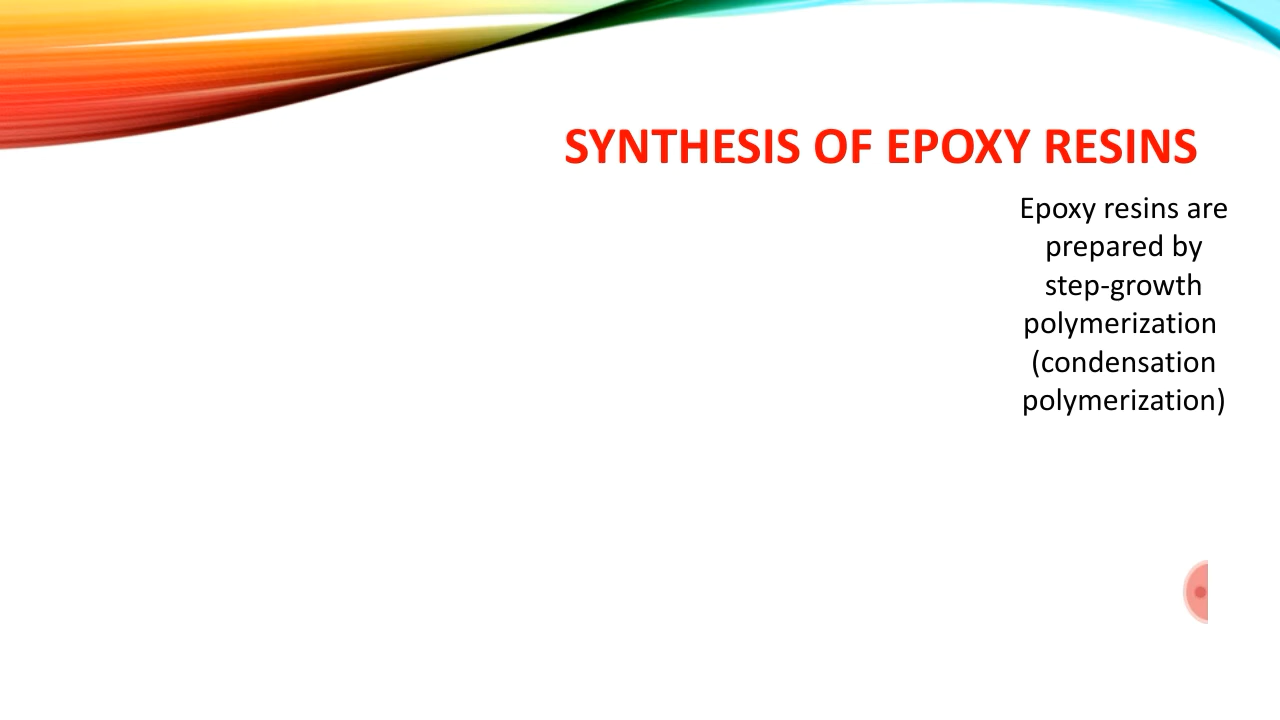 SYNTHESIS OF EPOXY RESINS
Epoxy resins are
prepared by
step-growth
polymerization
(condensation
polymerization)